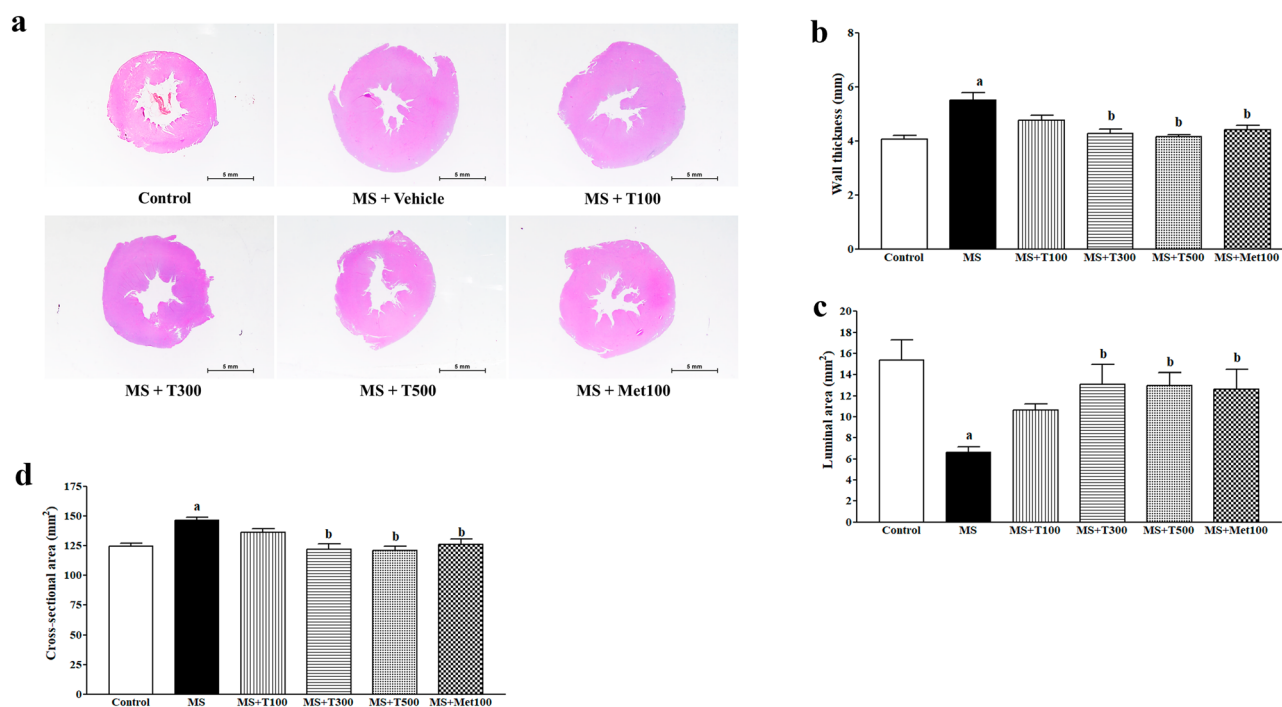 a
5 mm
5 mm
5 mm
Control
MS + Vehicle
MS + T100
5 mm
5 mm
5 mm
MS + T300
MS + T500
MS + Met100
b
Wall thickness (mm)
8
6
4
2
0
a
b
b
b
Control
MS
MS+T100
MS+T300
MS+T500
MS+Met100
c
Luminal area (mm²)
20
18
16
14
12
10
8
6
4
2
0
a
b
b
b
Control
MS
MS+T100
MS+T300
MS+T500
MS+Met100
d
Cross-sectional area (mm²)
175
150
125
100
75
50
25
0
a
b
b
b
Control
MS
MS+T100
MS+T300
MS+T500
MS+Met100